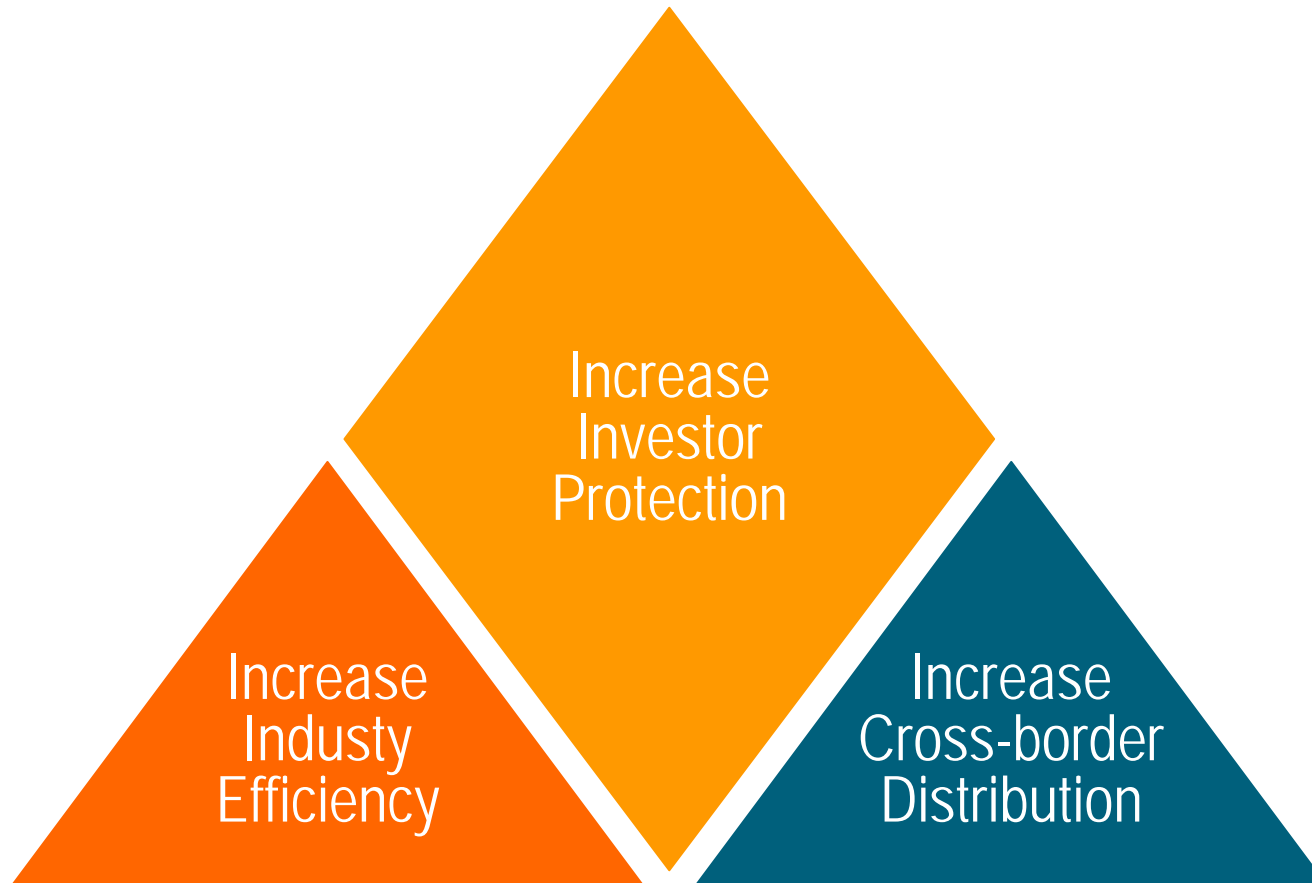 Increase
Investor
Protection
Increase
Industy
Efficiency
Increase
Cross-border
Distribution